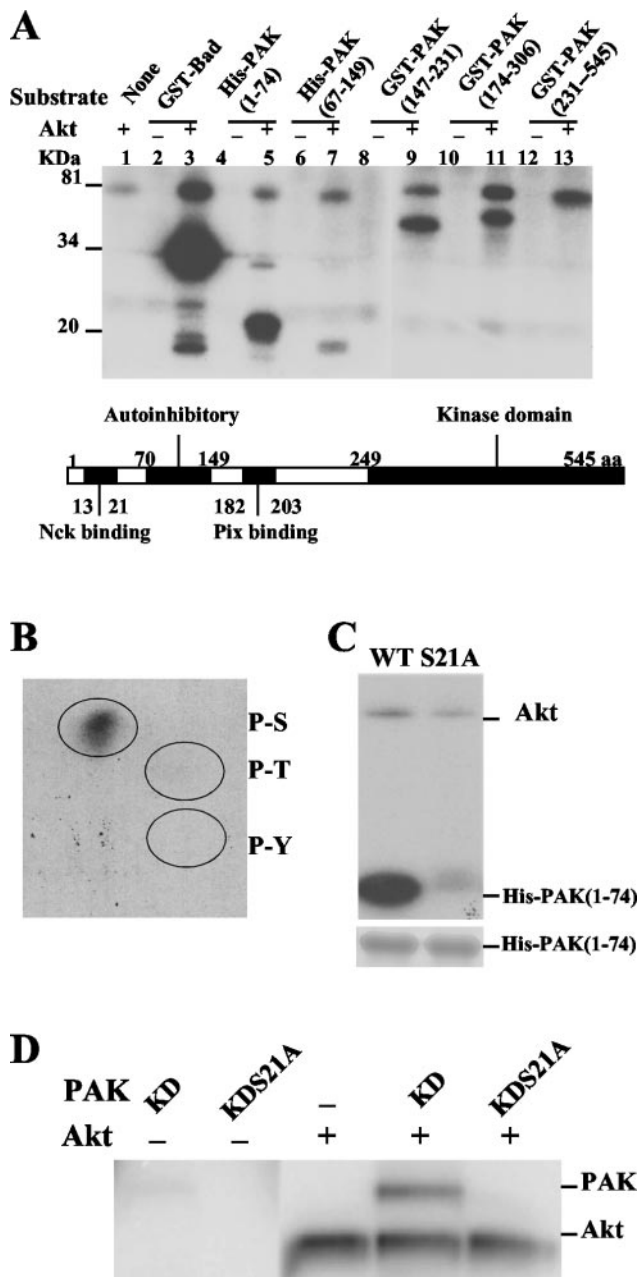 A
Substrate None GST-Bad His-PAK (1-74) His-PAK (67-149) GST-PAK (147-231) GST-PAK (174-306) GST-PAK (231–545)
Akt + – + – + – + – + – + – +
KDa 1 2 3 4 5 6 7 8 9 10 11 12 13
81
34
20
Autoinhibitory Kinase domain
1 70 149 249 545 aa
13 21 182 203
Nck binding Pix binding
B
P-S
P-T
P-Y
C
WT S21A
Akt
His-PAK(1-74)
His-PAK(1-74)
D
PAK KD KDS21A – KD KDS21A
Akt – – + + +
PAK
Akt